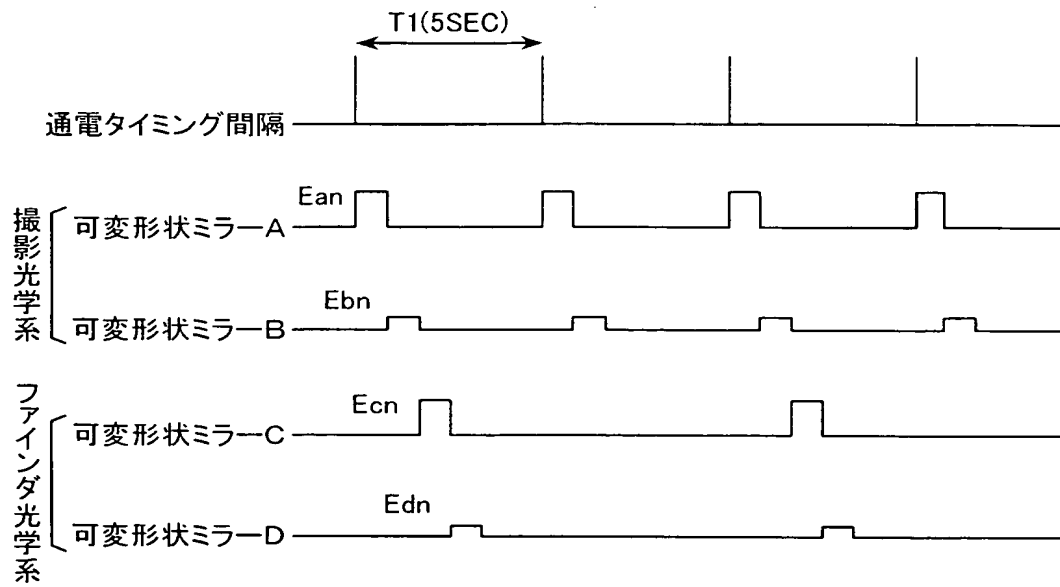 T1(5SEC)
通電タイミング間隔
撮影光学系
Ean
可変形状ミラーA
Ebn
可変形状ミラーB
ファインダ光学系
Ecn
可変形状ミラーC
Edn
可変形状ミラーD